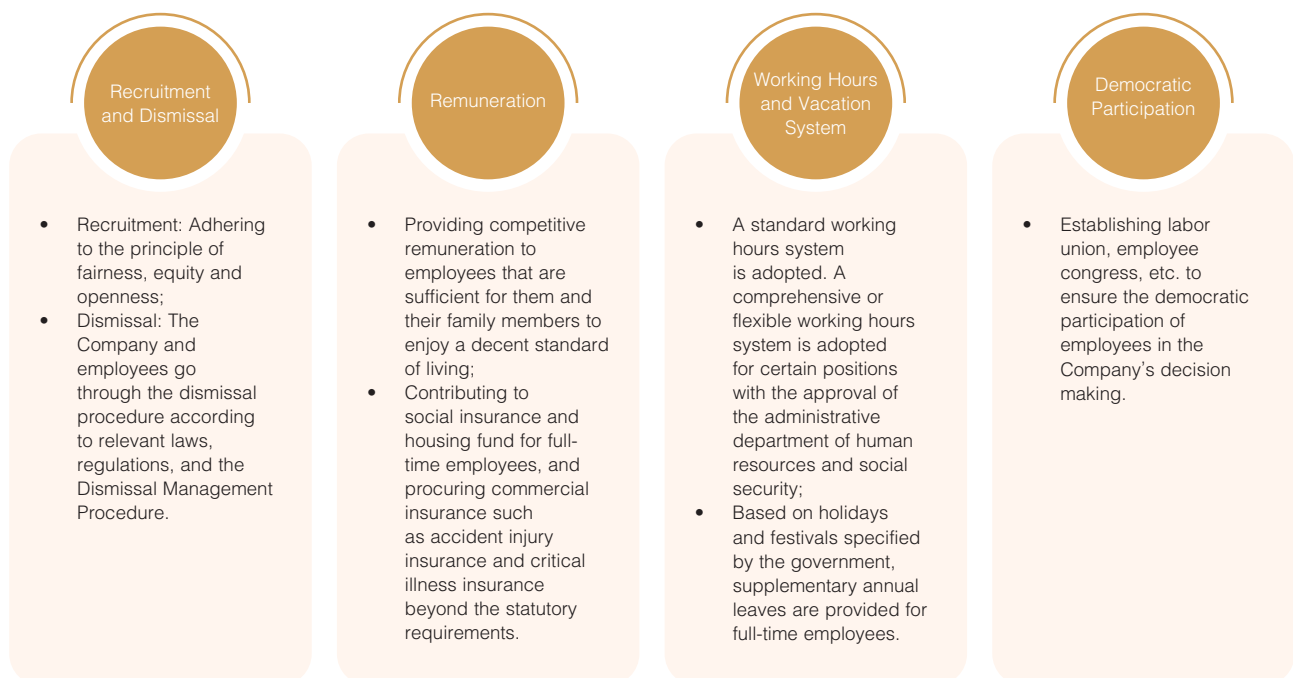 Recruitment
and Dismissal
• Recruitment: Adhering
to the principle of
fairness, equity and
openness;
• Dismissal: The
Company and
employees go
through the dismissal
procedure according
to relevant laws,
regulations, and the
Dismissal Management
Procedure.
Remuneration
• Providing competitive
remuneration to
employees that are
sufficient for them and
their family members to
enjoy a decent standard
of living;
• Contributing to
social insurance and
housing fund for full-
time employees, and
procuring commercial
insurance such
as accident injury
insurance and critical
illness insurance
beyond the statutory
requirements.
Working Hours
and Vacation
System
• A standard working
hours system
is adopted. A
comprehensive or
flexible working hours
system is adopted
for certain positions
with the approval of
the administrative
department of human
resources and social
security;
• Based on holidays
and festivals specified
by the government,
supplementary annual
leaves are provided for
full-time employees.
Democratic
Participation
• Establishing labor
union, employee
congress, etc. to
ensure the democratic
participation of
employees in the
Company's decision
making.